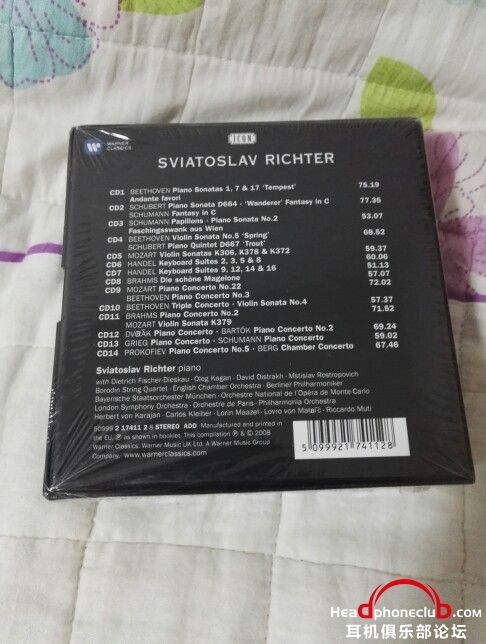 ICON
WARNER
CLASSICS
SVIATOSLAV RICHTER
CD1 BEETHOVEN Piano Sonatas 1, 7 & 17 'Tempest' 75.19
Andante favori
CD2 SCHUBERT Piano Sonata D664 · 'Wanderer' Fantasy in C 77.35
SCHUMANN Fantasy in C
CD3 SCHUMANN Papillons · Piano Sonata No.2 53.07
Faschingsswank aus Wien
CD4 BEETHOVEN Violin Sonata No.5 'Spring' 68.52
SCHUBERT Piano Quintet D667 'Trout'
CD5 MOZART Violin Sonatas K306, K378 & K372 59.37
CD6 HANDEL Keyboard Suites 2, 3, 5 & 8 60.06
CD7 HANDEL Keyboard Suites 9, 12, 14 & 16 51.13
CD8 BRAHMS Die schöne Magelone 57.07
CD9 MOZART Piano Concerto No.22 72.02
BEETHOVEN Piano Concerto No.3
CD10 BEETHOVEN Triple Concerto · Violin Sonata No.4 57.37
CD11 BRAHMS Piano Concerto No.2 71.52
MOZART Violin Sonata K379
CD12 DVOŘÁK Piano Concerto · BARTÓK Piano Concerto No.2 69.24
CD13 GRIEG Piano Concerto · SCHUMANN Piano Concerto 59.02
CD14 PROKOFIEV Piano Concerto No.5 · BERG Chamber Concerto 67.46
Sviatoslav Richter piano
with Dietrich Fischer-Dieskau · Oleg Kagan · David Oistrakh · Mstislav Rostropovich
Borodin String Quartet · English Chamber Orchestra · Berliner Philharmoniker
Bayerische Staatsorchester München · Orchestre National de l'Opéra de Monte-Carlo
London Symphony Orchestra · Orchestre de Paris · Philharmonia Orchestra
Herbert von Karajan · Carlos Kleiber · Lorin Maazel · Lovro von Matačić · Riccardo Muti
50999 2 17411 2 8 STEREO ADD Manufactured and printed in
the EU. ℗ as shown in booklet. This compilation ℗ & © 2008
Warner Classics. Warner Music UK Ltd. A Warner Music Group
Company. www.warnerclassics.com
5 099921 741128
Headphoneclub.com
耳机俱乐部论坛